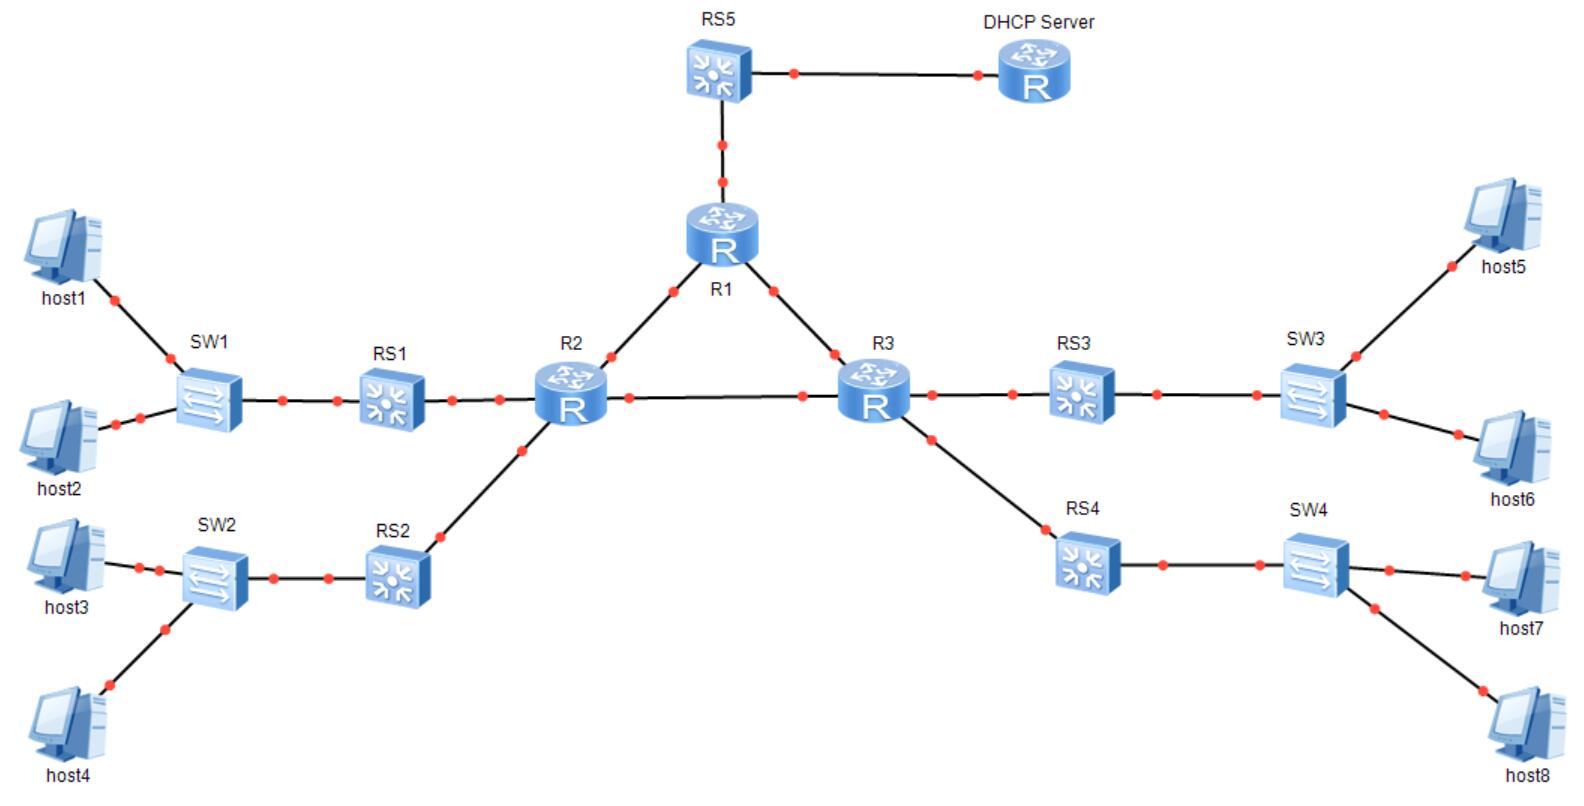 RS5
DHCP Server
R
host1
R
R1
host5
SW1
RS1
R2
R3
RS3
SW3
R
R
host2
host6
SW2
RS2
RS4
SW4
host3
host7
host4
host8